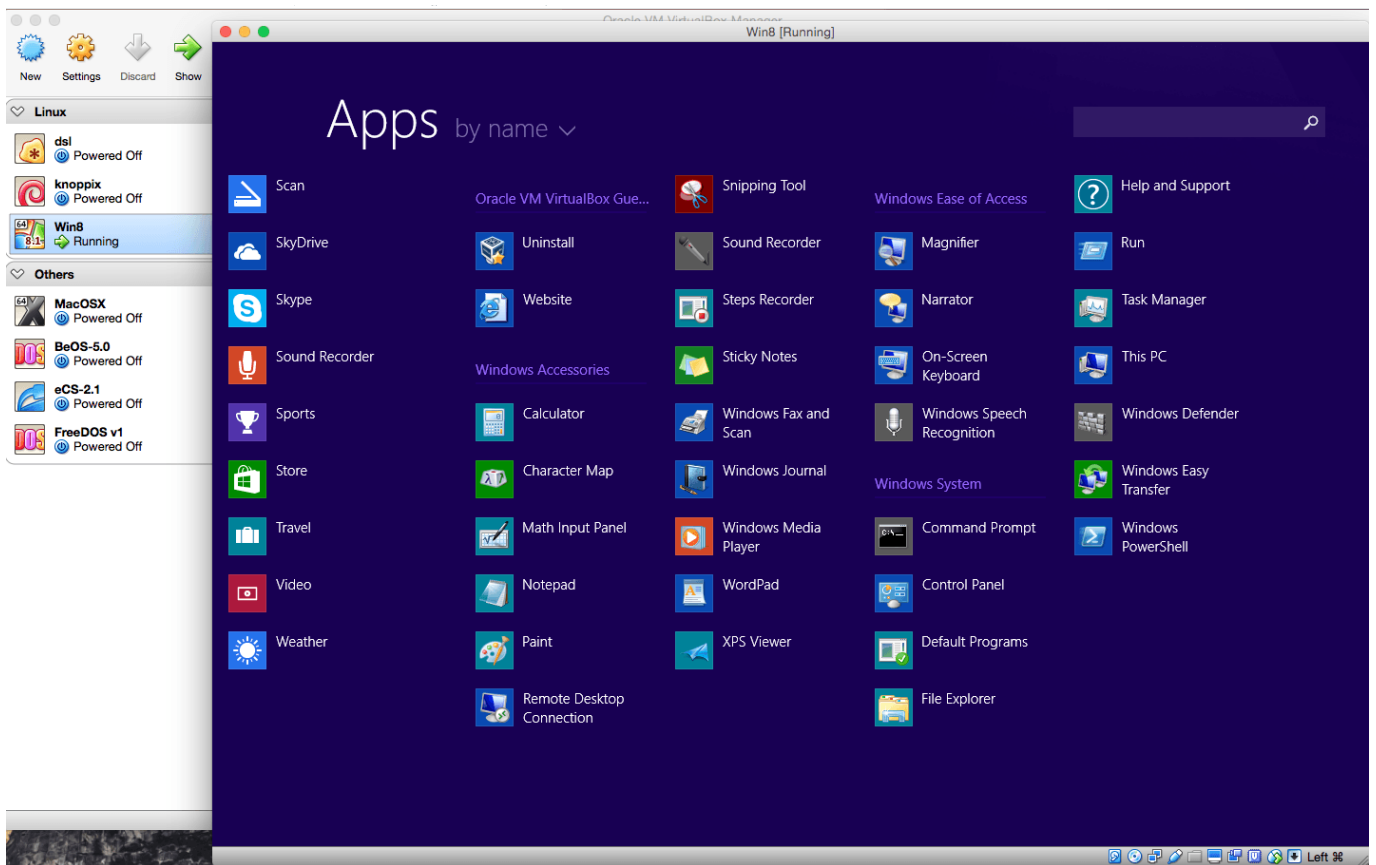 Oracle VM VirtualBox Manager
Win8 [Running]
New
Settings
Discard
Show
Linux
dsl
Powered Off
knoppix
Powered Off
64
8.1
Win8
Running
Others
64
MacOSX
Powered Off
DOS
BeOS-5.0
Powered Off
eCS-2.1
Powered Off
DOS
FreeDOS v1
Powered Off
Apps by name
Scan
SkyDrive
Skype
Sound Recorder
Sports
Store
Travel
Video
Weather
Oracle VM VirtualBox Gue...
Uninstall
Website
Windows Accessories
Calculator
Character Map
Math Input Panel
Notepad
Paint
Remote Desktop
Connection
Snipping Tool
Sound Recorder
Steps Recorder
Sticky Notes
Windows Fax and
Scan
Windows Journal
Windows Media
Player
WordPad
XPS Viewer
Windows Ease of Access
Magnifier
Narrator
On-Screen
Keyboard
Windows Speech
Recognition
Windows System
Command Prompt
Control Panel
Default Programs
File Explorer
Help and Support
Run
Task Manager
This PC
Windows Defender
Windows Easy
Transfer
Windows
PowerShell
Left ⌘